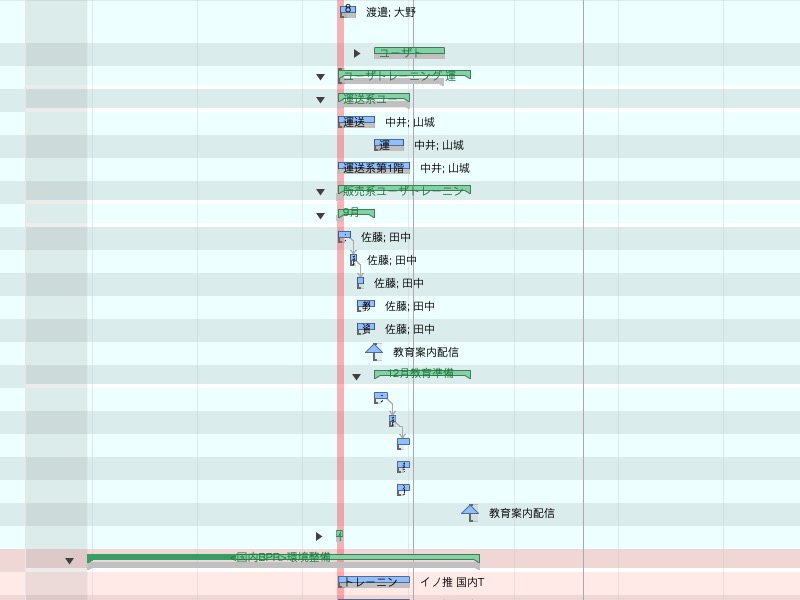 8 渡邉; 大野
ユーザト
ユーザトレーニング 運
運送系ユー
運送 中井; 山城
運 中井; 山城
運送系第1階 中井; 山城
販売系ユーザトレーニン
9月
佐藤; 田中
佐藤; 田中
佐藤; 田中
教 佐藤; 田中
資 佐藤; 田中
教育案内配信
12月教育準備
教育案内配信
<国内BPR>環境整備
トレーニン イノ推 国内T